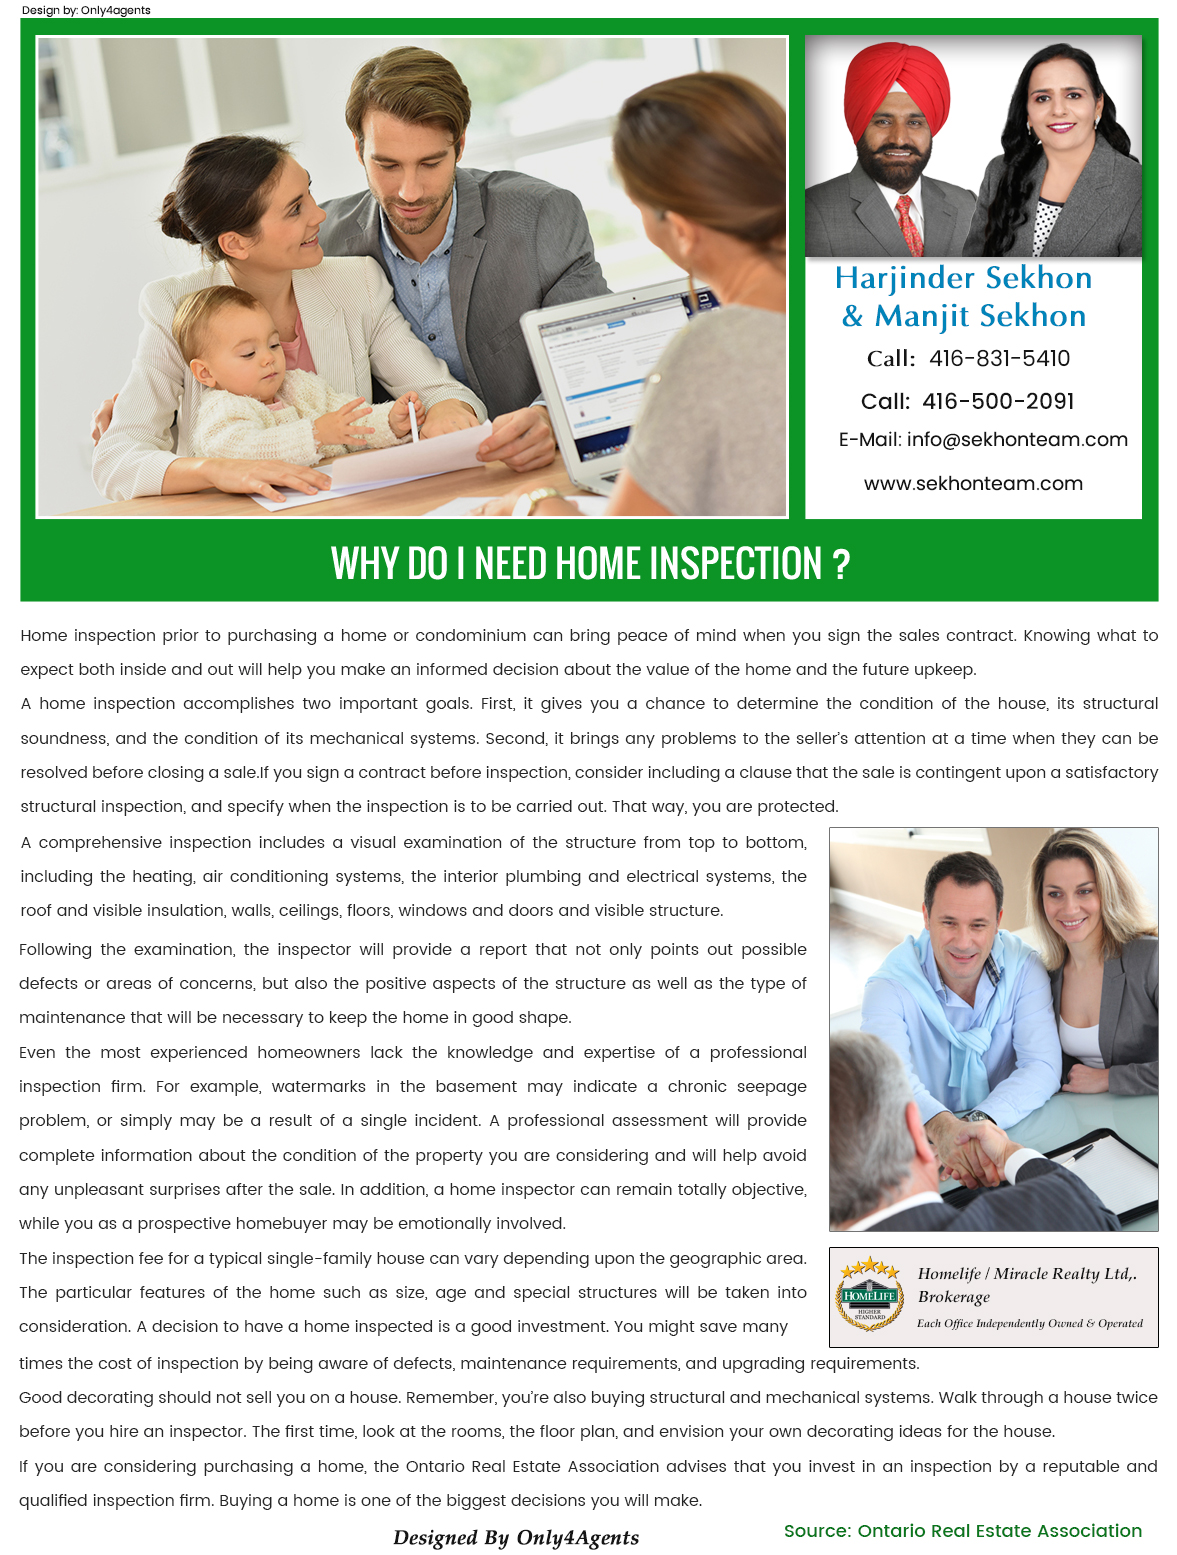 Design by: Only4agents
Harjinder Sekhon
& Manjit Sekhon
Call: 416-831-5410
Call: 416-500-2091
E-Mail: info@sekhonteam.com
www.sekhonteam.com
WHY DO I NEED HOME INSPECTION ?
Home inspection prior to purchasing a home or condominium can bring peace of mind when you sign the sales contract. Knowing what to
expect both inside and out will help you make an informed decision about the value of the home and the future upkeep.
A home inspection accomplishes two important goals. First, it gives you a chance to determine the condition of the house, its structural
soundness, and the condition of its mechanical systems. Second, it brings any problems to the seller's attention at a time when they can be
resolved before closing a sale.If you sign a contract before inspection, consider including a clause that the sale is contingent upon a satisfactory
structural inspection, and specify when the inspection is to be carried out. That way, you are protected.
A comprehensive inspection includes a visual examination of the structure from top to bottom,
including the heating, air conditioning systems, the interior plumbing and electrical systems, the
roof and visible insulation, walls, ceilings, floors, windows and doors and visible structure.
Following the examination, the inspector will provide a report that not only points out possible
defects or areas of concerns, but also the positive aspects of the structure as well as the type of
maintenance that will be necessary to keep the home in good shape.
Even the most experienced homeowners lack the knowledge and expertise of a professional
inspection firm. For example, watermarks in the basement may indicate a chronic seepage
problem, or simply may be a result of a single incident. A professional assessment will provide
complete information about the condition of the property you are considering and will help avoid
any unpleasant surprises after the sale. In addition, a home inspector can remain totally objective,
while you as a prospective homebuyer may be emotionally involved.
The inspection fee for a typical single-family house can vary depending upon the geographic area.
The particular features of the home such as size, age and special structures will be taken into
consideration. A decision to have a home inspected is a good investment. You might save many
times the cost of inspection by being aware of defects, maintenance requirements, and upgrading requirements.
Good decorating should not sell you on a house. Remember, you're also buying structural and mechanical systems. Walk through a house twice
before you hire an inspector. The first time, look at the rooms, the floor plan, and envision your own decorating ideas for the house.
If you are considering purchasing a home, the Ontario Real Estate Association advises that you invest in an inspection by a reputable and
qualified inspection firm. Buying a home is one of the biggest decisions you will make.
HOMELIFE
HIGHER
STANDARD
Homelife / Miracle Realty Ltd,.
Brokerage
Each Office Independently Owned & Operated
Designed By Only4Agents
Source: Ontario Real Estate Association